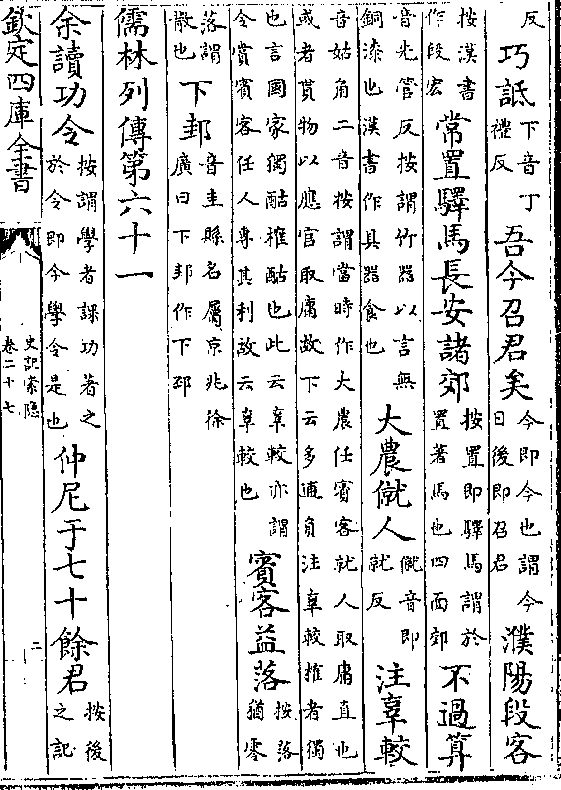 反巧詆下音丁禮反吾今召君矣今即今也謂今日後即召君濮陽段客
按漢書作段宏常置驛馬長安諸郊按置即驛馬謂於置著馬也四面郊不過算
音先管反按謂竹器以言無銅漆也漢書作具器食也大農僦人僦音即就反注辜較
音姑角二音按謂當時作大農任賓客就人取庸直也或者貰物以應官取庸故下云多逋負注辜較榷者獨
也言國家獨酤榷酤也此云辜較亦謂令賞賓客任人專其利故云辜較也賓客益落按落猶零
落謂散也下邽音圭縣名屬京兆徐廣曰下邽作下邳
儒林列傳第六十一
余讀功令按謂學者課功著之於令即今學令是也仲尼于七十餘君按後之記
欽定四庫全書
史記索隱
卷二十七
二